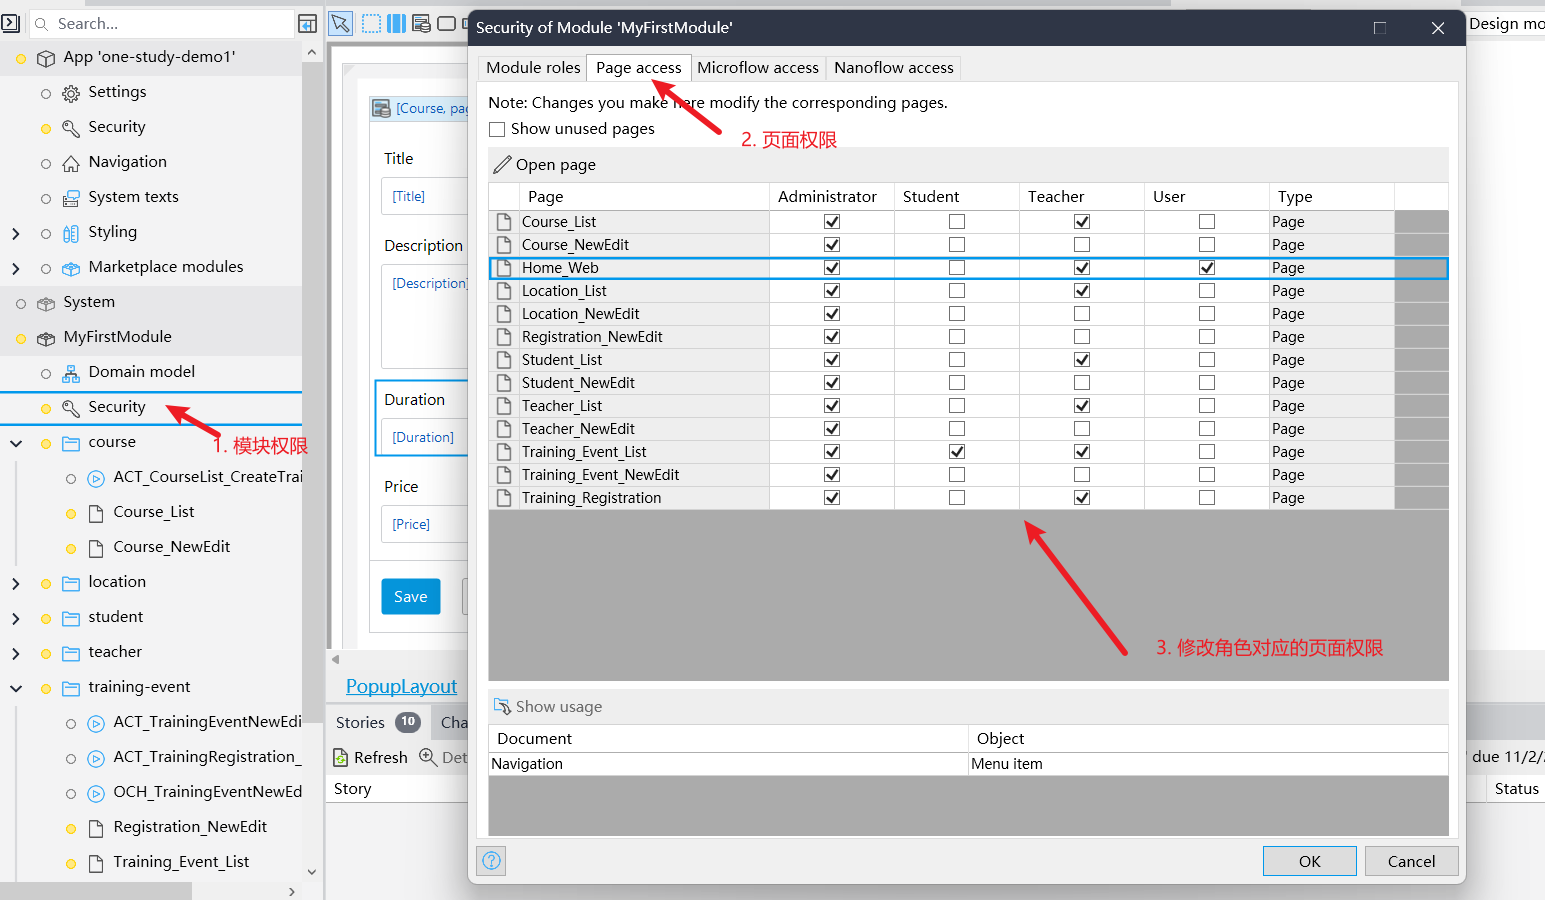 Search...
App 'one-study-demo1'
Settings
Security
Navigation
System texts
Styling
Marketplace modules
System
MyFirstModule
Domain model
Security
1. 模块权限
course
ACT_CourseList_CreateTrai
Course_List
Course_NewEdit
location
student
teacher
training-event
ACT_TrainingEventNewEdi
ACT_TrainingRegistration_
OCH_TrainingEventNewEd
Registration_NewEdit
Training_Event_List
[Course, pag
Title
[Title]
Description
[Description]
Duration
[Duration]
Price
[Price]
Save
PopupLayout
Stories 10 Cha
Refresh Det
Story
Design mo
due 11/2/
Status
Security of Module 'MyFirstModule'
Module roles Page access Microflow access Nanoflow access
Note: Changes you make here modify the corresponding pages.
Show unused pages
2. 页面权限
Open page
Page Administrator Student Teacher User Type
Course_List Page
Course_NewEdit Page
Home_Web Page
Location_List Page
Location_NewEdit Page
Registration_NewEdit Page
Student_List Page
Student_NewEdit Page
Teacher_List Page
Teacher_NewEdit Page
Training_Event_List Page
Training_Event_NewEdit Page
Training_Registration Page
3. 修改角色对应的页面权限
Show usage
Document Object
Navigation Menu item
OK Cancel